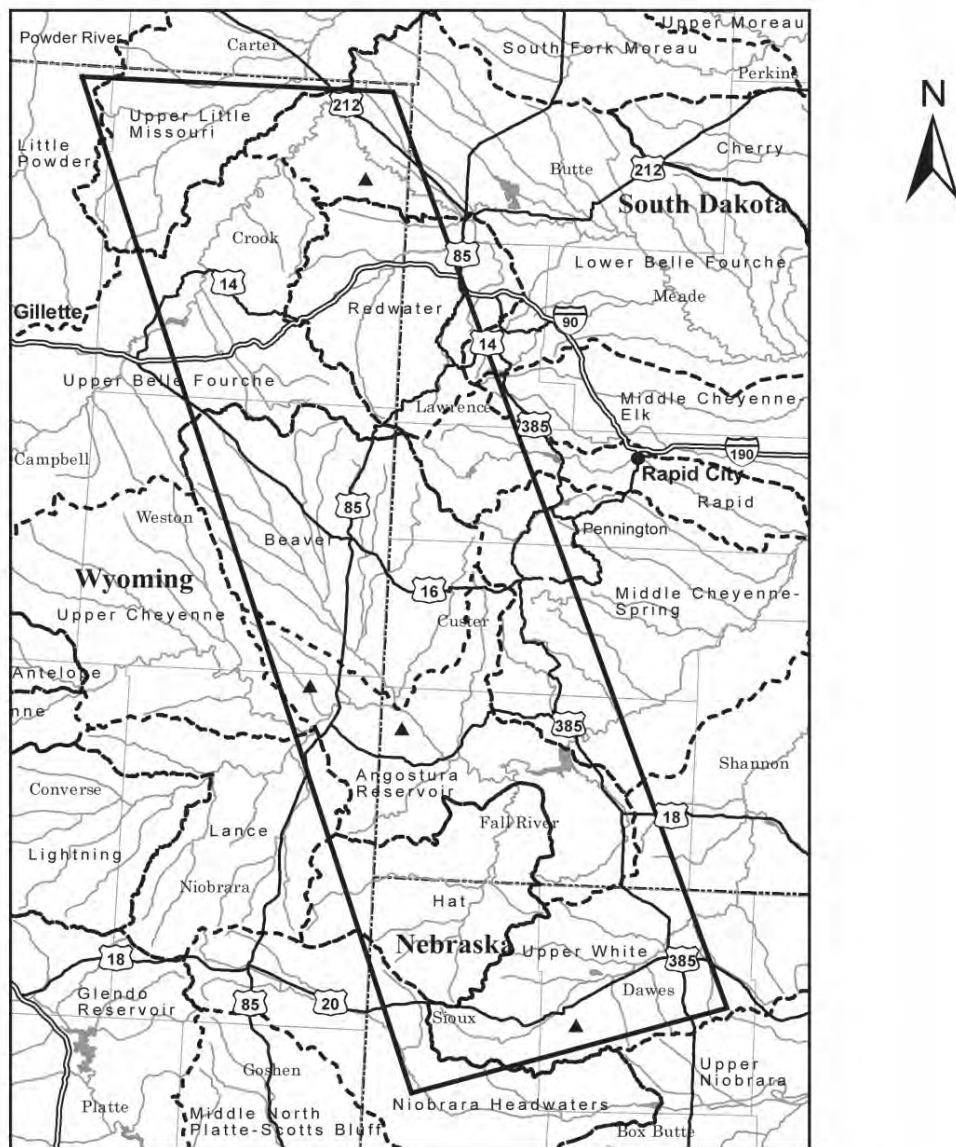 Upper Moreau
Powder River
Carter
South Fork Moreau
Perkins
212
Upper Little
Missouri
Little
Powder
Butte
Cherry
212
South Dakota
Crook
85
Lower Belle Fourche
14
Meade
Gillette
Redwater
90
14
Upper Belle Fourche
Middle Cheyenne-
Elk
Lawrence
385
190
Campbell
Rapid City
Rapid
Weston
85
Pennington
Beaver
Wyoming
16
Middle Cheyenne-
Spring
Upper Cheyenne
Custer
Antelope
nne
385
Shannon
Angostura
Reservoir
Converse
18
Fall River
Lance
Lightning
Niobrara
Hat
Nebraska
Upper White
18
385
Glendo
Reservoir
85
20
Dawes
Sioux
Goshen
Upper
Niobrara
Platte
Middle North
Platte-Scotts Bluff
Niobrara Headwaters
Box Butte
N